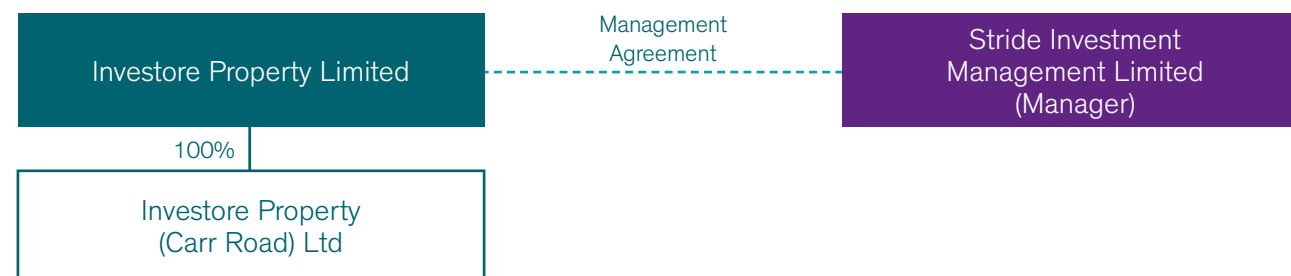 Investore Property Limited
Management
Agreement
Stride Investment
Management Limited
(Manager)
100%
Investore Property
(Carr Road) Ltd